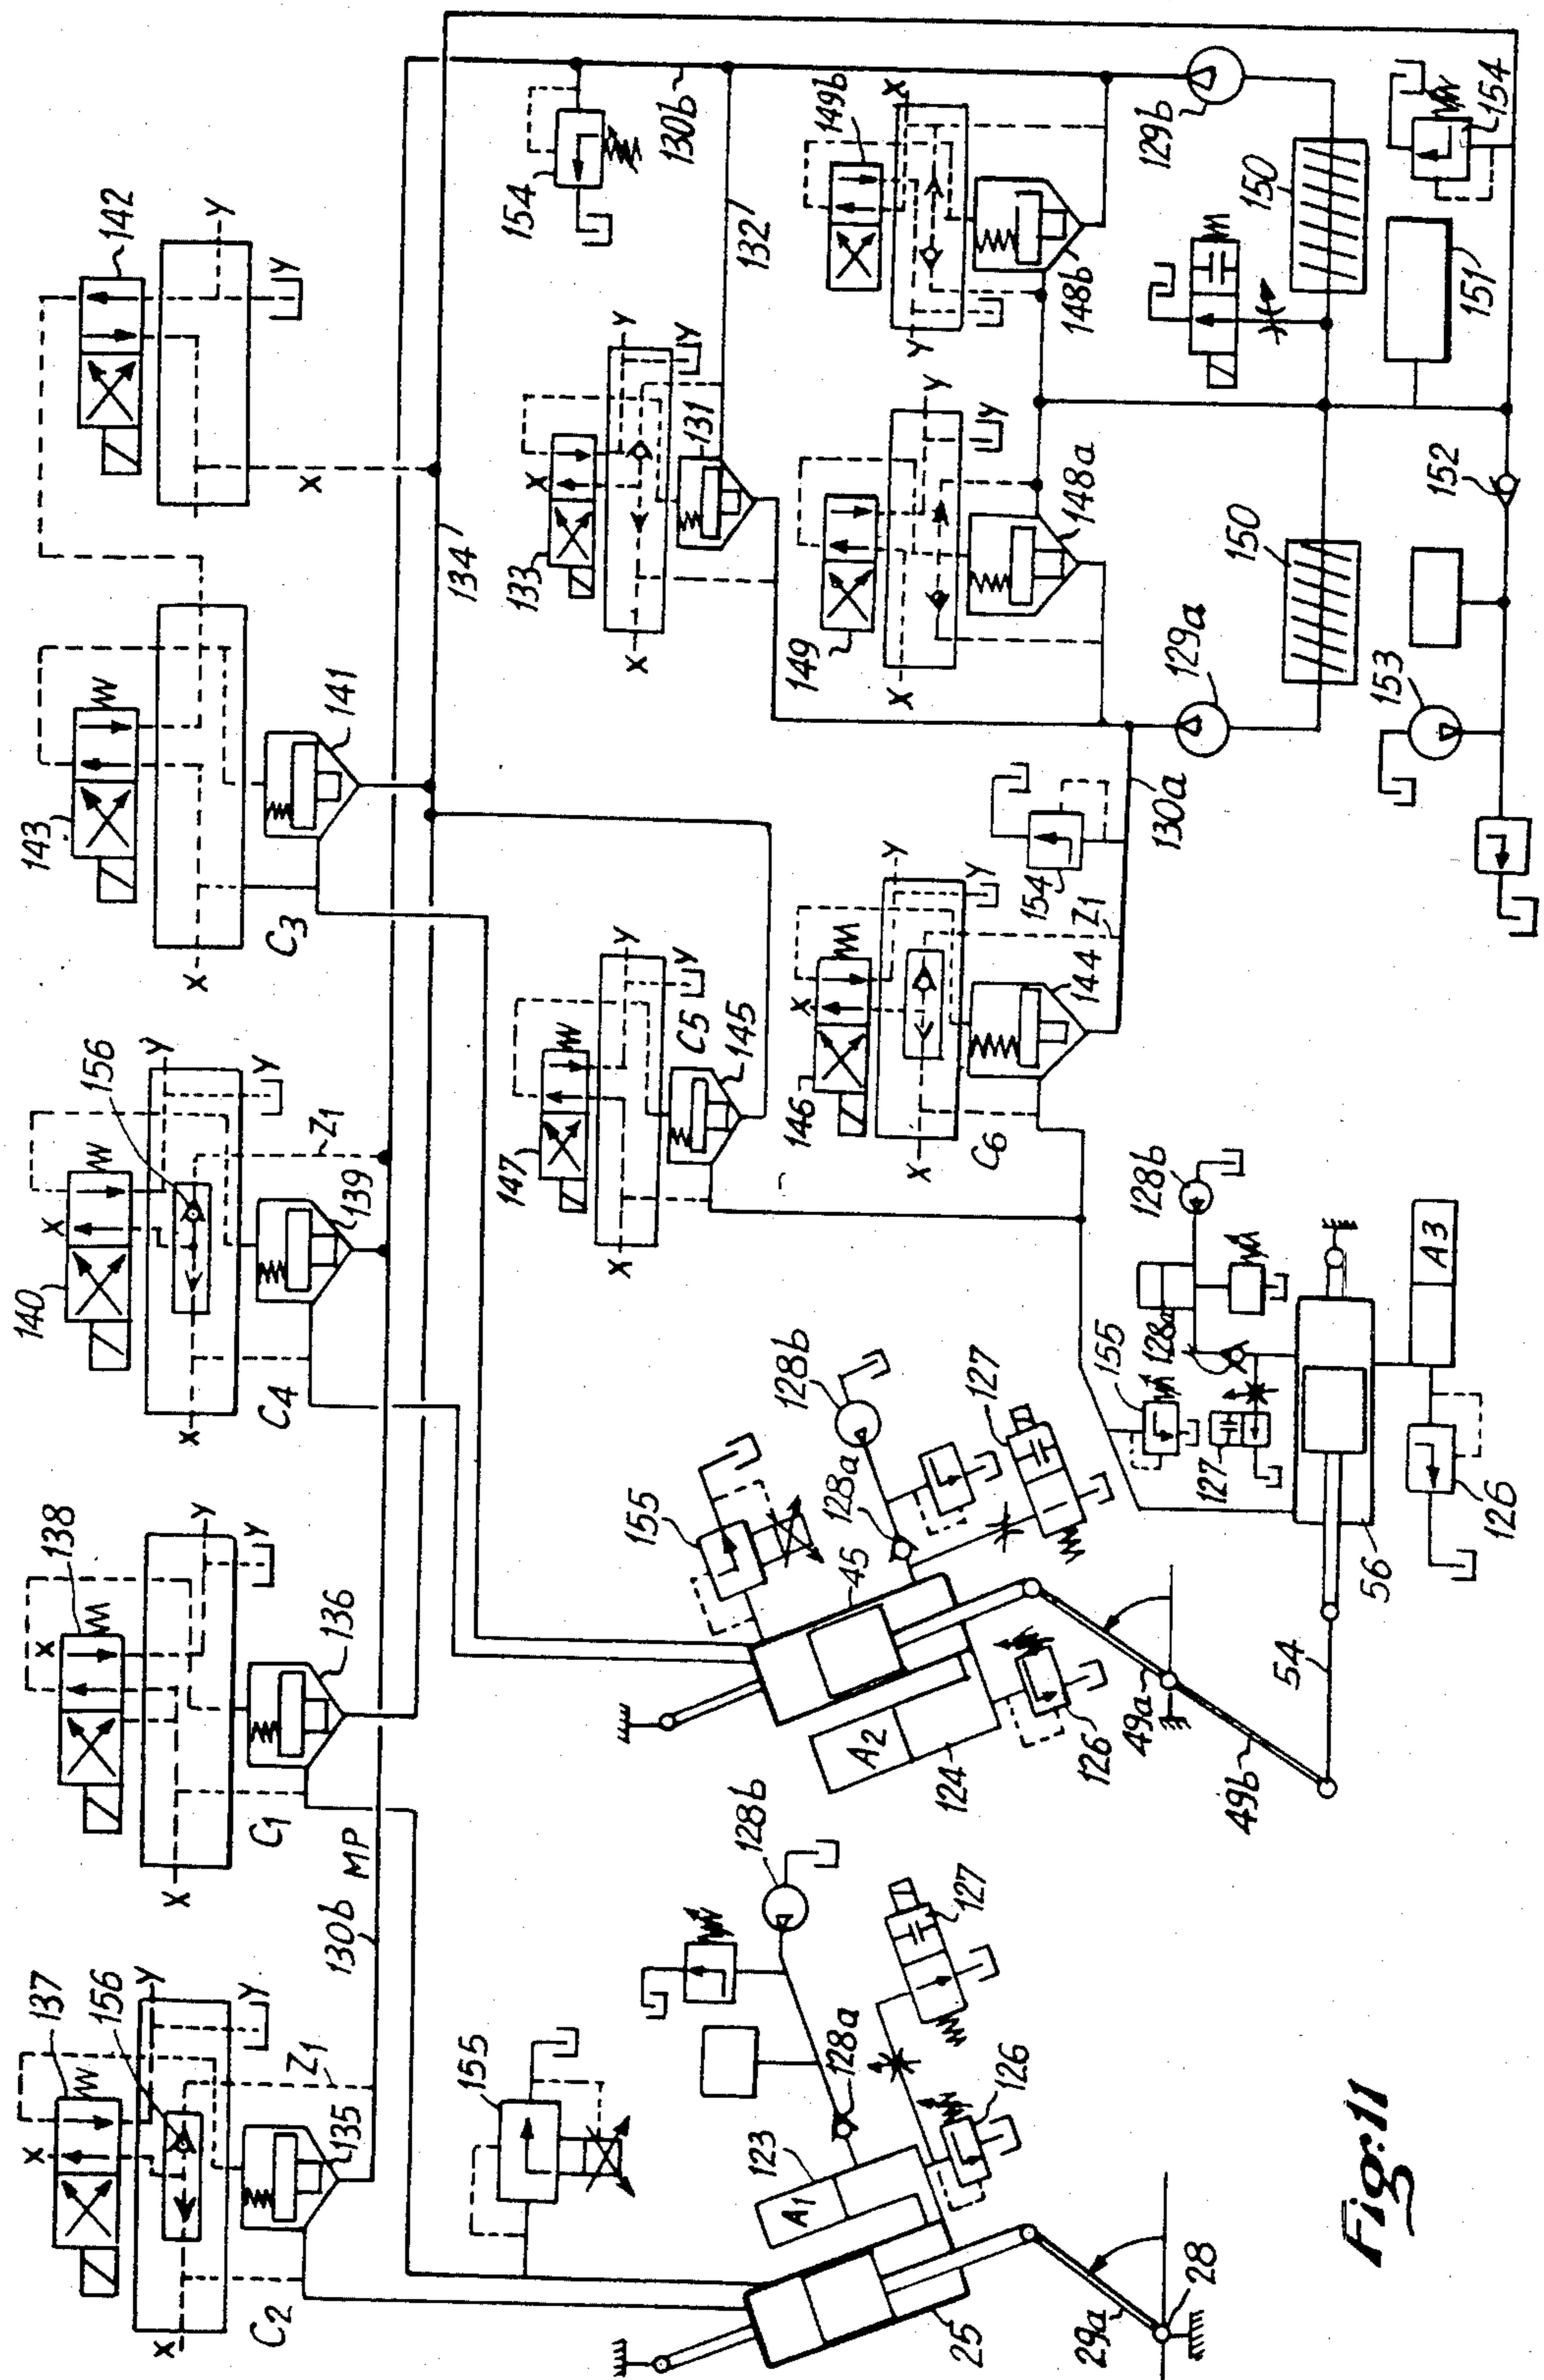 142
Y
Y
X
143
X
C3
141
134
140
X
156
Y
Y
Z1
139
X
C4
138
X
Y
Y
136
X
C1
MP
130b
137
X
156
Y
Y
Z1
135
X
C2
154
130b
132
133
X
Y
Y
131
X
149b
X
Y
148b
149
Y
Y
X
148a
147
Y
Y
C5
145
X
146
X
Y
Y
Z1
144
X
C6
154
130a
129a
129b
150
150
151
154
152
153
155
128b
128a
127
45
A2
124
126
49a
49b
54
155
128a
128b
127
56
A3
126
155
128b
128a
127
123
A1
126
25
29a
28
Fig:11